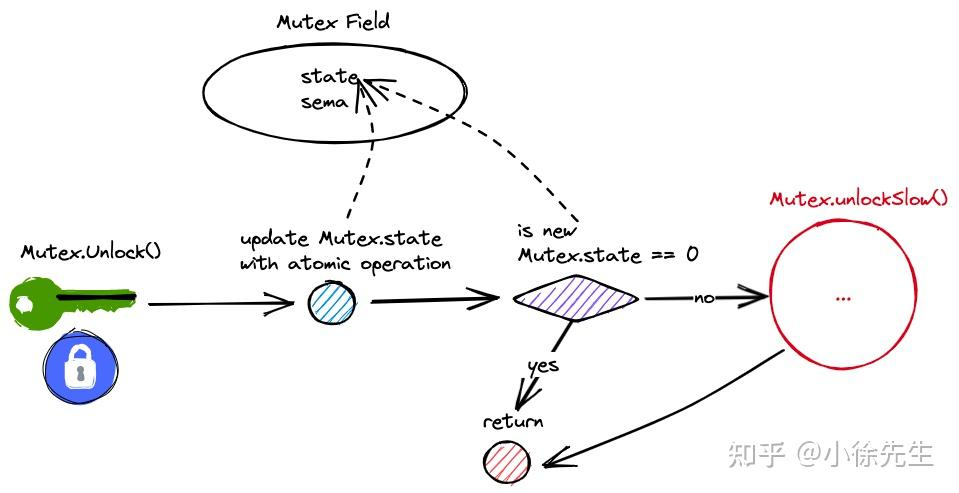 Mutex Field
state
sema
Mutex.unlockSlow()
update Mutex.state
with atomic operation
is new
Mutex.state == 0
Mutex.Unlock()
no
...
yes
return
知乎 @小徐先生